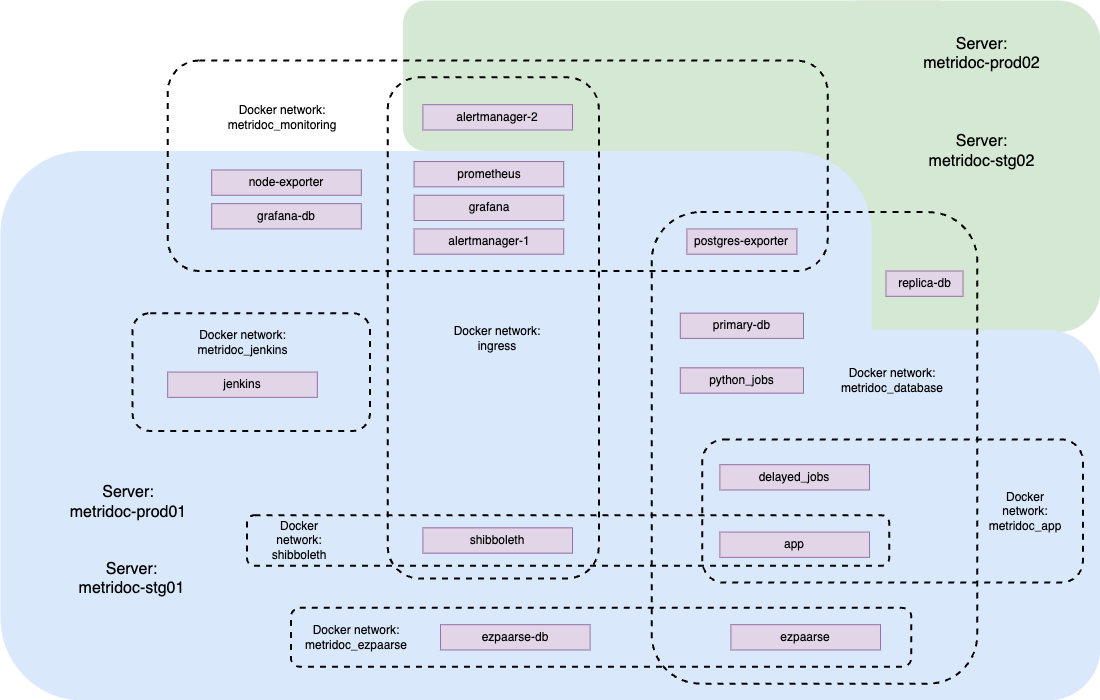 Server:
metridoc-prod02
Docker network:
metridoc_monitoring
alertmanager-2
Server:
metridoc-stg02
node-exporter
prometheus
grafana-db
grafana
alertmanager-1
postgres-exporter
replica-db
Docker network:
metridoc_jenkins
jenkins
Docker network:
ingress
primary-db
python_jobs
Docker network:
metridoc_database
delayed_jobs
Server:
metridoc-prod01
Docker
network:
metridoc_app
Docker
network:
shibboleth
shibboleth
app
Server:
metridoc-stg01
Docker network:
metridoc_ezpaarse
ezpaarse-db
ezpaarse